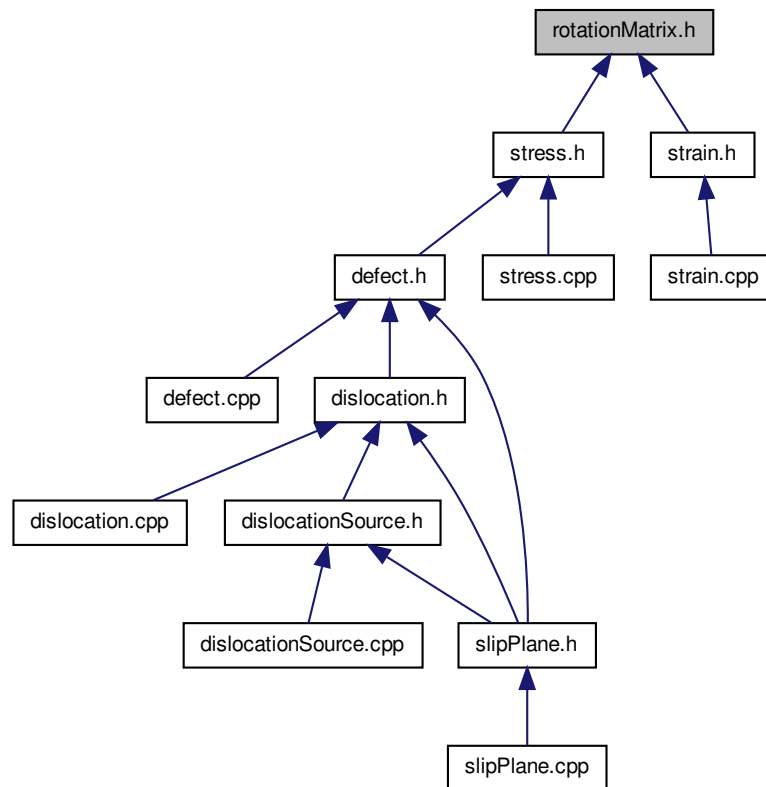 rotationMatrix.h
stress.h
strain.h
defect.h
stress.cpp
strain.cpp
defect.cpp
dislocation.h
dislocation.cpp
dislocationSource.h
dislocationSource.cpp
slipPlane.h
slipPlane.cpp